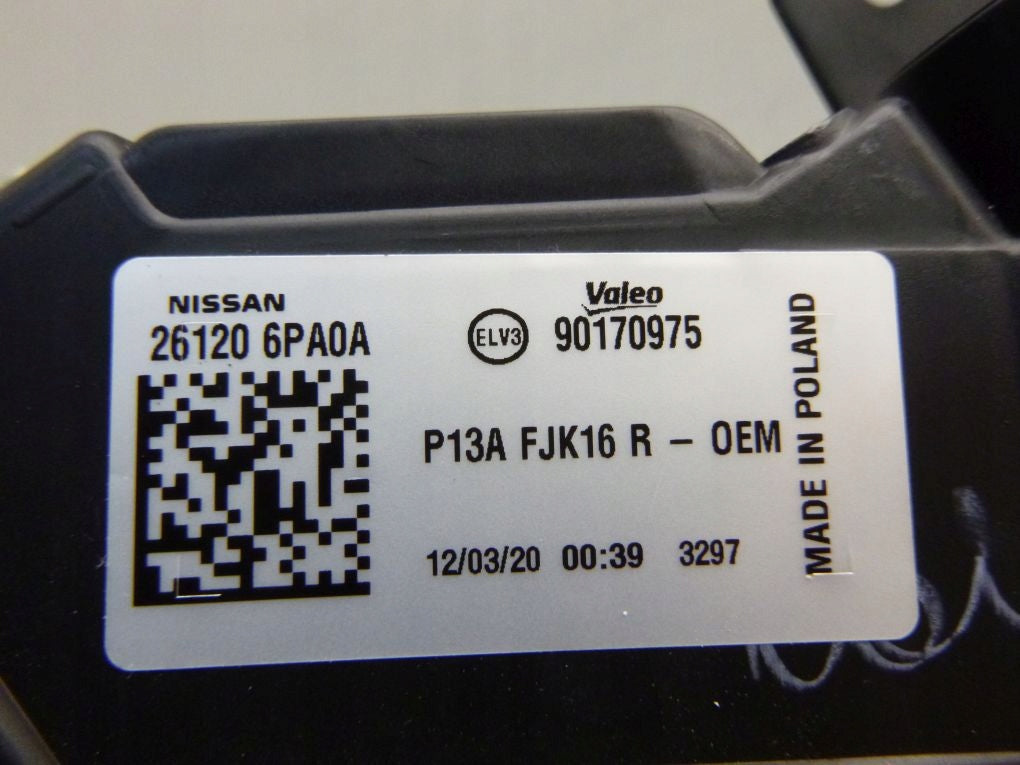 NISSAN
26120 6PA0A
Valeo
ELV3
90170975
P13A FJK16 R – OEM
12/03/20 00:39 3297
MADE IN POLAND